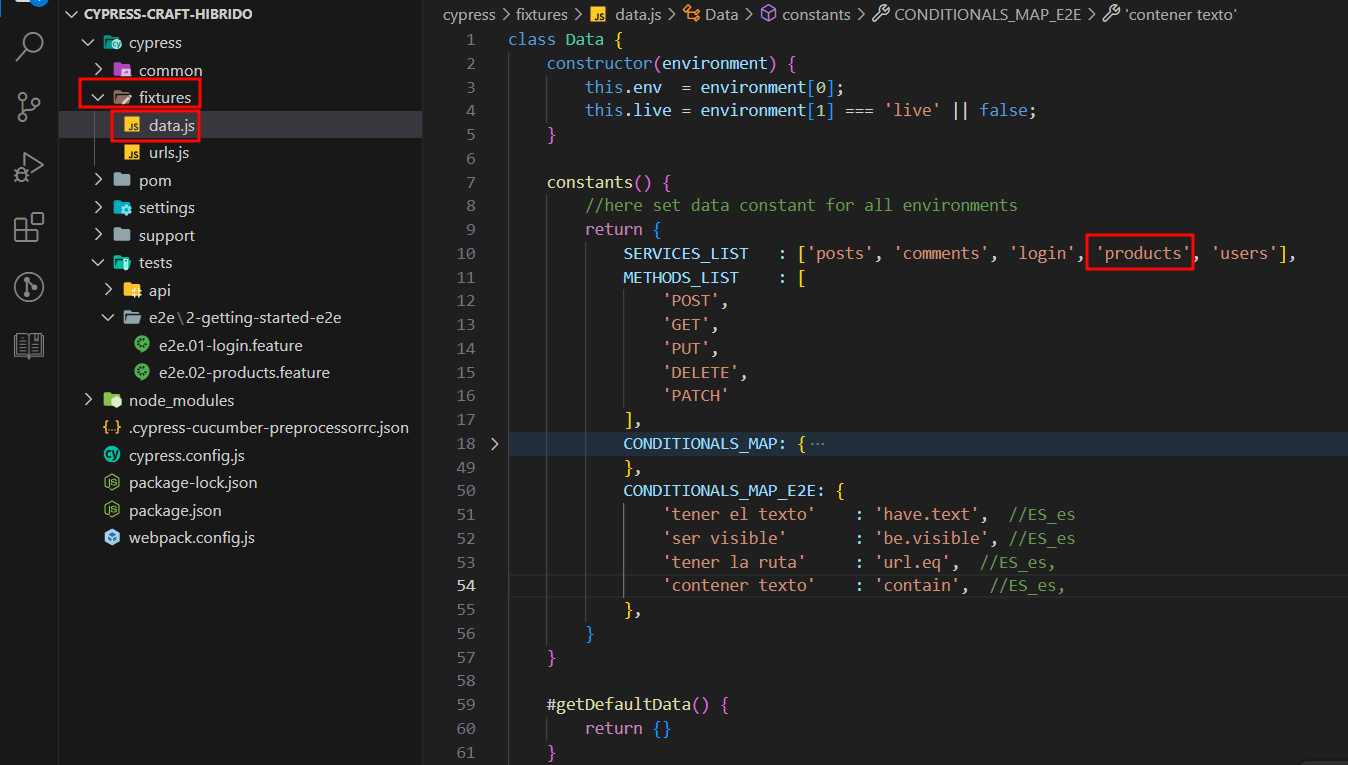 CYPRESS-CRAFT-HIBRIDO
cypress
common
fixtures
data.js
urls.js
pom
settings
support
tests
api
e2e\2-getting-started-e2e
e2e.01-login.feature
e2e.02-products.feature
node_modules
.cypress-cucumber-preprocessorrc.json
cypress.config.js
package-lock.json
package.json
webpack.config.js
cypress > fixtures > JS data.js > Data > constants > CONDITIONALS_MAP_E2E > 'contener texto'
1 class Data {
2 constructor(environment) {
3 this.env  = environment[0];
4 this.live = environment[1] === 'live' || false;
5 }
6
7 constants() {
8 //here set data constant for all environments
9 return {
10 SERVICES_LIST   : ['posts', 'comments', 'login', 'products', 'users'],
11 METHODS_LIST    : [
12 'POST',
13 'GET',
14 'PUT',
15 'DELETE',
16 'PATCH'
17 ],
18 CONDITIONALS_MAP: { ···
49 },
50 CONDITIONALS_MAP_E2E: {
51 'tener el texto'    : 'have.text',  //ES_es
52 'ser visible'       : 'be.visible', //ES_es
53 'tener la ruta'     : 'url.eq',  //ES_es,
54 'contener texto'    : 'contain',  //ES_es,
55 },
56 }
57 }
58
59 #getDefaultData() {
60 return {}
61 }